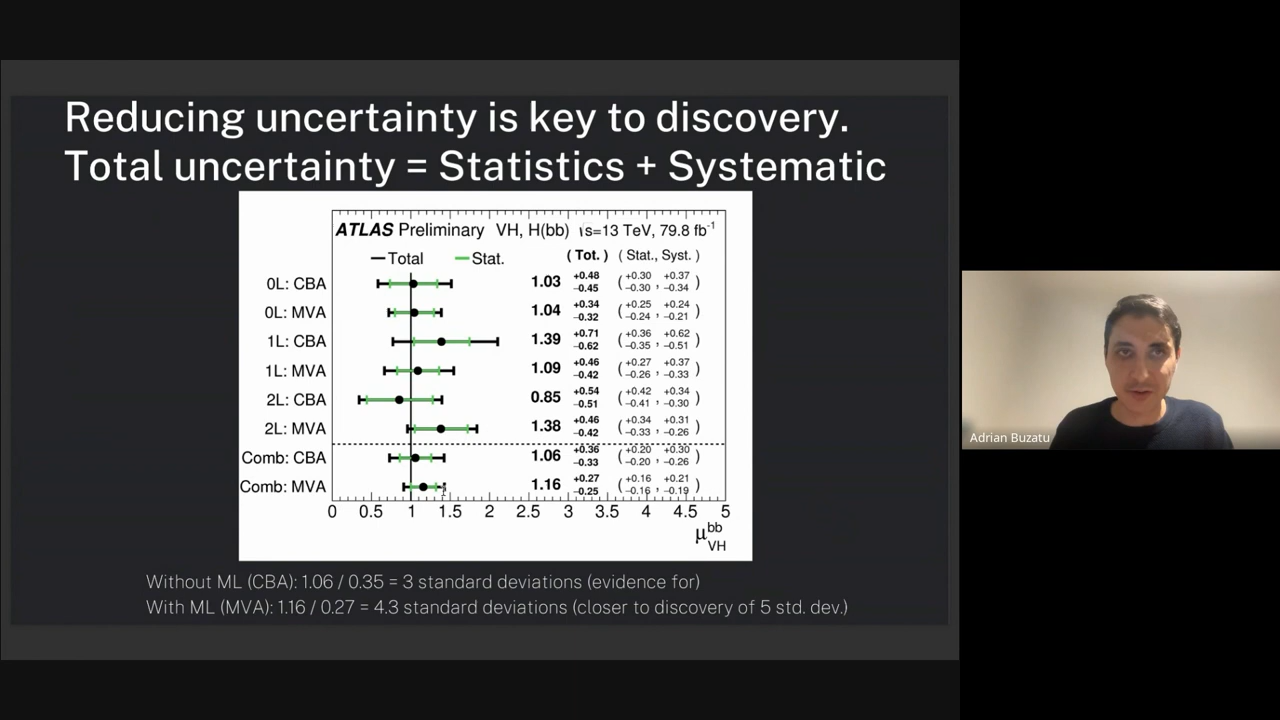 Reducing uncertainty is key to discovery.
Total uncertainty = Statistics + Systematic
ATLAS Preliminary VH, H(bb) √s=13 TeV, 79.8 fb⁻¹
Total Stat. ( Tot. ) ( Stat., Syst. )
0L: CBA 1.03 +0.48 −0.45 ( +0.30 −0.30 , +0.37 −0.34 )
0L: MVA 1.04 +0.34 −0.32 ( +0.25 −0.24 , +0.24 −0.21 )
1L: CBA 1.39 +0.71 −0.62 ( +0.36 −0.35 , +0.62 −0.51 )
1L: MVA 1.09 +0.46 −0.42 ( +0.27 −0.26 , +0.37 −0.33 )
2L: CBA 0.85 +0.54 −0.51 ( +0.42 −0.41 , +0.34 −0.30 )
2L: MVA 1.38 +0.46 −0.42 ( +0.34 −0.33 , +0.31 −0.26 )
Comb: CBA 1.06 +0.36 −0.33 ( +0.20 −0.20 , +0.30 −0.26 )
Comb: MVA 1.16 +0.27 −0.25 ( +0.16 −0.16 , +0.21 −0.19 )
0 0.5 1 1.5 2 2.5 3 3.5 4 4.5 5
μ bb VH
Without ML (CBA): 1.06 / 0.35 = 3 standard deviations (evidence for)
With ML (MVA): 1.16 / 0.27 = 4.3 standard deviations (closer to discovery of 5 std. dev.)
Adrian Buzatu